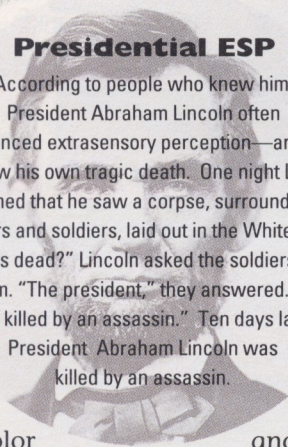 Presidential ESP
According to people who knew him
President Abraham Lincoln often
nced extrasensory perception—an
w his own tragic death. One night L
ned that he saw a corpse, surround
rs and soldiers, laid out in the White
s dead?" Lincoln asked the soldiers
n. "The president," they answered.
killed by an assassin." Ten days la
President Abraham Lincoln was
killed by an assassin.
olor and